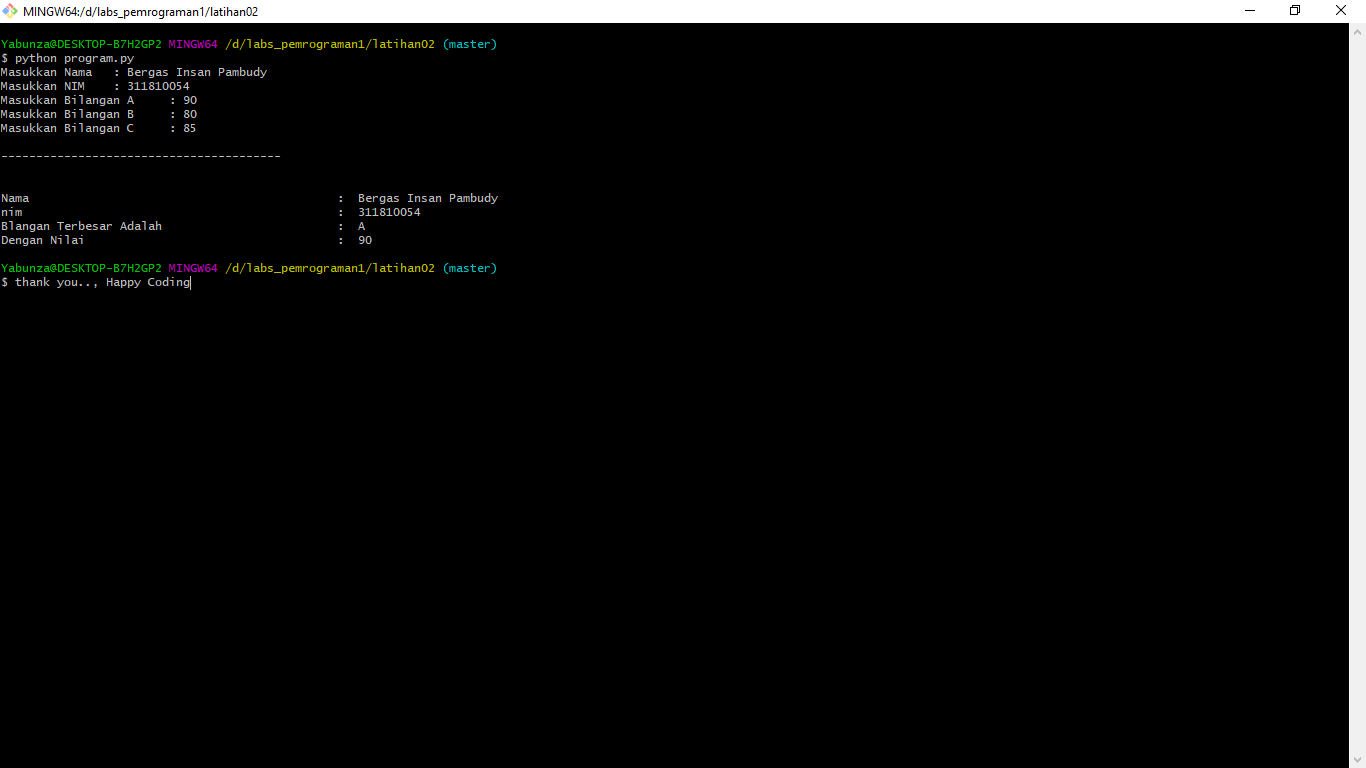 MINGW64:/d/labs_pemrograman1/latihan02
Yabunza@DESKTOP-B7H2GP2 MINGW64 /d/labs_pemrograman1/latihan02 (master)
$ python program.py
Masukkan Nama   : Bergas Insan Pambudy
Masukkan NIM    : 311810054
Masukkan Bilangan A     : 90
Masukkan Bilangan B     : 80
Masukkan Bilangan C     : 85
----------------------------------------
Nama                                            :  Bergas Insan Pambudy
nim                                             :  311810054
Blangan Terbesar Adalah                         :  A
Dengan Nilai                                    :  90
Yabunza@DESKTOP-B7H2GP2 MINGW64 /d/labs_pemrograman1/latihan02 (master)
$ thank you.., Happy Coding